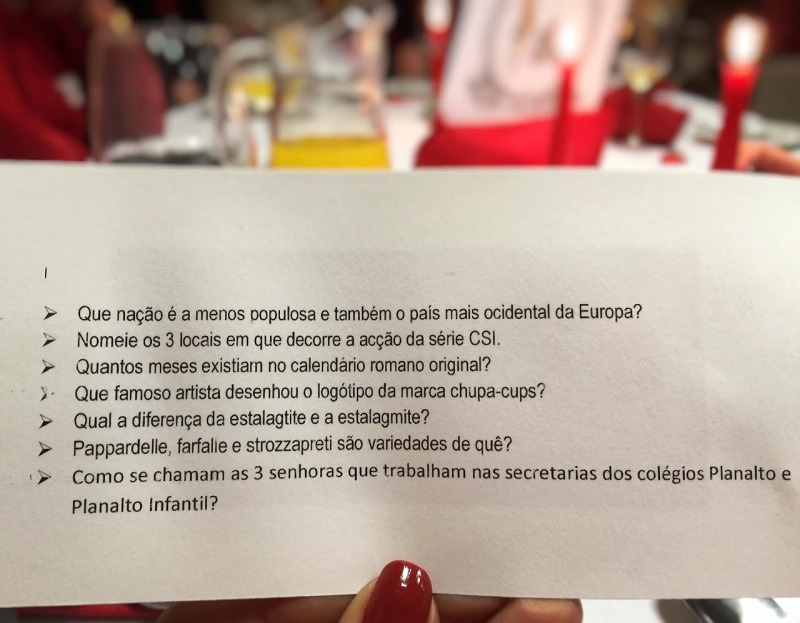 I
Que nação é a menos populosa e também o país mais ocidental da Europa?
Nomeie os 3 locais em que decorre a acção da série CSI.
Quantos meses existiam no calendário romano original?
Que famoso artista desenhou o logótipo da marca chupa-cups?
Qual a diferença da estalagtite e a estalagmite?
Pappardelle, farfalle e strozzapreti são variedades de quê?
Como se chamam as 3 senhoras que trabalham nas secretarias dos colégios Planalto e
Planalto Infantil?